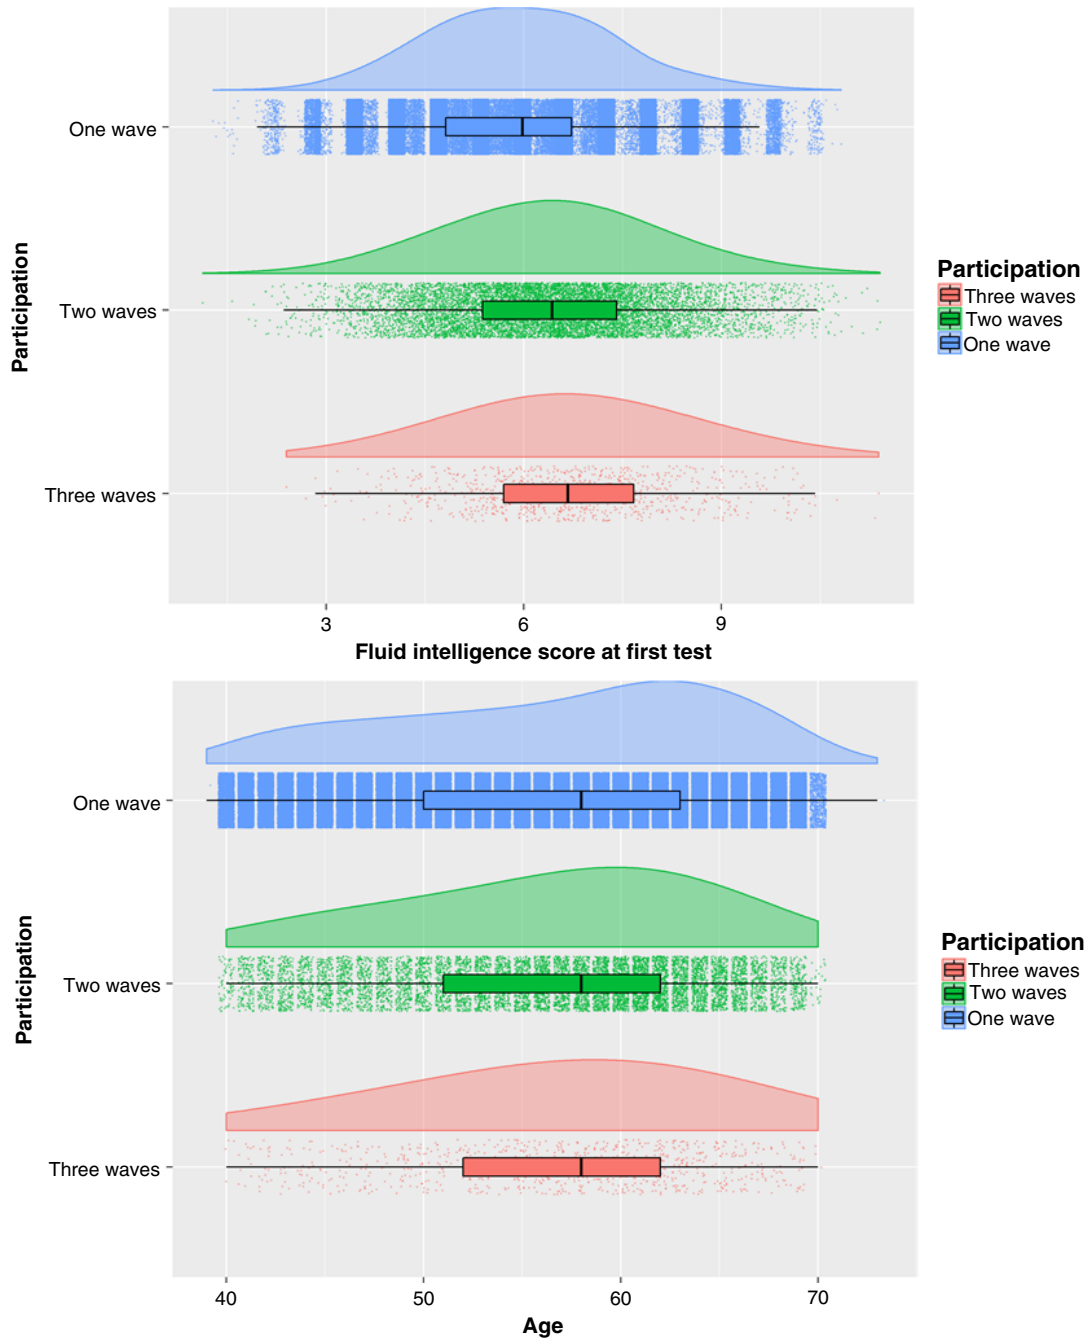 One wave
Two waves
Three waves
Participation
3 6 9
Fluid intelligence score at first test
Participation
Three waves
Two waves
One wave
One wave
Two waves
Three waves
Participation
40 50 60 70
Age
Participation
Three waves
Two waves
One wave